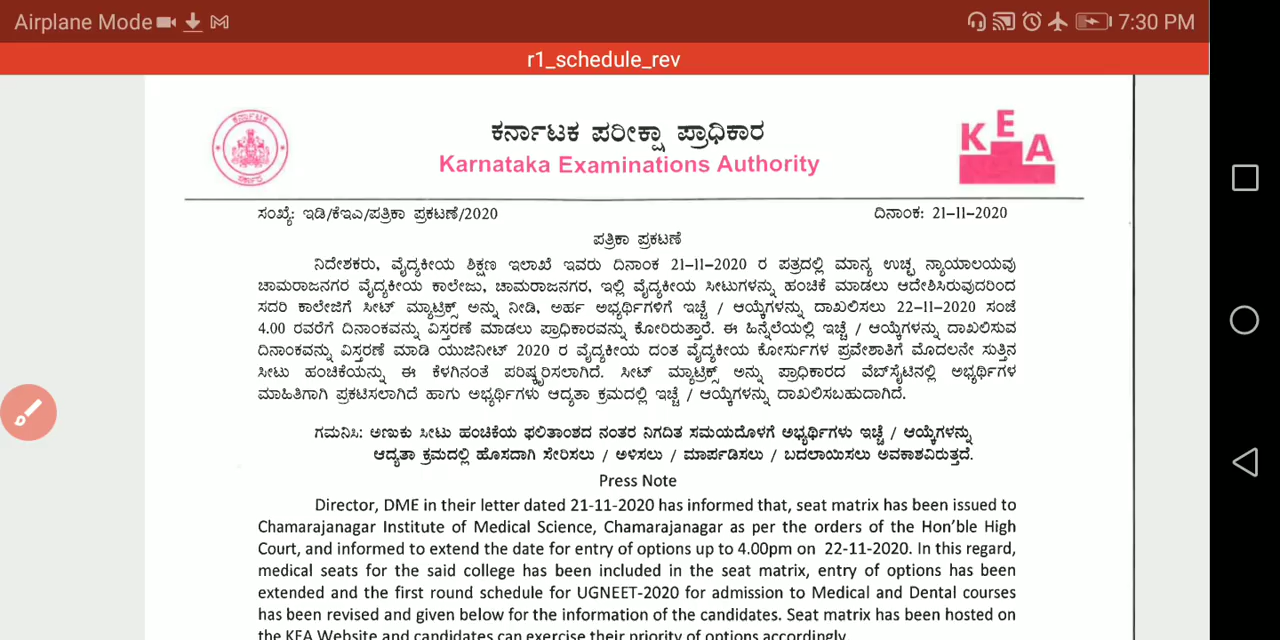 Airplane Mode 7:30 PM
r1_schedule_rev
ಕರ್ನಾಟಕ ಪರೀಕ್ಷಾ ಪ್ರಾಧಿಕಾರ
Karnataka Examinations Authority
KEA
ಸಂಖ್ಯೆ: ಇಡಿ/ಕೆಇಎ/ಪತ್ರಿಕಾ ಪ್ರಕಟಣೆ/2020 ದಿನಾಂಕ: 21-11-2020
ಪತ್ರಿಕಾ ಪ್ರಕಟಣೆ
ನಿದೇಶಕರು, ವೈದ್ಯಕೀಯ ಶಿಕ್ಷಣ ಇಲಾಖೆ ಇವರು ದಿನಾಂಕ 21-11-2020 ರ ಪತ್ರದಲ್ಲಿ ಮಾನ್ಯ ಉಚ್ಛ ನ್ಯಾಯಾಲಯವು
ಚಾಮರಾಜನಗರ ವೈದ್ಯಕೀಯ ಕಾಲೇಜು, ಚಾಮರಾಜನಗರ, ಇಲ್ಲಿ ವೈದ್ಯಕೀಯ ಸೀಟುಗಳನ್ನು ಹಂಚಿಕೆ ಮಾಡಲು ಆದೇಶಿಸಿರುವುದರಿಂದ
ಸದರಿ ಕಾಲೇಜಿಗೆ ಸೀಟ್ ಮ್ಯಾಟ್ರಿಕ್ಸ್ ಅನ್ನು ನೀಡಿ, ಅರ್ಹ ಅಭ್ಯರ್ಥಿಗಳಿಗೆ ಇಚ್ಛೆ / ಆಯ್ಕೆಗಳನ್ನು ದಾಖಲಿಸಲು 22-11-2020 ಸಂಜೆ
4.00 ರವರೆಗೆ ದಿನಾಂಕವನ್ನು ವಿಸ್ತರಣೆ ಮಾಡಲು ಪ್ರಾಧಿಕಾರವನ್ನು ಕೋರಿರುತ್ತಾರೆ. ಈ ಹಿನ್ನೆಲೆಯಲ್ಲಿ ಇಚ್ಛೆ / ಆಯ್ಕೆಗಳನ್ನು ದಾಖಲಿಸುವ
ದಿನಾಂಕವನ್ನು ವಿಸ್ತರಣೆ ಮಾಡಿ ಯುಜಿನೀಟ್ 2020 ರ ವೈದ್ಯಕೀಯ ದಂತ ವೈದ್ಯಕೀಯ ಕೋರ್ಸುಗಳ ಪ್ರವೇಶಾತಿಗೆ ಮೊದಲನೇ ಸುತ್ತಿನ
ಸೀಟು ಹಂಚಿಕೆಯನ್ನು ಈ ಕೆಳಗಿನಂತೆ ಪರಿಷ್ಕರಿಸಲಾಗಿದೆ. ಸೀಟ್ ಮ್ಯಾಟ್ರಿಕ್ಸ್ ಅನ್ನು ಪ್ರಾಧಿಕಾರದ ವೆಬ್‌ಸೈಟಿನಲ್ಲಿ ಅಭ್ಯರ್ಥಿಗಳ
ಮಾಹಿತಿಗಾಗಿ ಪ್ರಕಟಿಸಲಾಗಿದೆ ಹಾಗು ಅಭ್ಯರ್ಥಿಗಳು ಆದ್ಯತಾ ಕ್ರಮದಲ್ಲಿ ಇಚ್ಛೆ / ಆಯ್ಕೆಗಳನ್ನು ದಾಖಲಿಸಬಹುದಾಗಿದೆ.
ಗಮನಿಸಿ: ಅಣುಕು ಸೀಟು ಹಂಚಿಕೆಯ ಫಲಿತಾಂಶದ ನಂತರ ನಿಗದಿತ ಸಮಯದೊಳಗೆ ಅಭ್ಯರ್ಥಿಗಳು ಇಚ್ಛೆ / ಆಯ್ಕೆಗಳನ್ನು
ಆದ್ಯತಾ ಕ್ರಮದಲ್ಲಿ ಹೊಸದಾಗಿ ಸೇರಿಸಲು / ಅಳಿಸಲು / ಮಾರ್ಪಡಿಸಲು / ಬದಲಾಯಿಸಲು ಅವಕಾಶವಿರುತ್ತದೆ.
Press Note
Director, DME in their letter dated 21-11-2020 has informed that, seat matrix has been issued to
Chamarajanagar Institute of Medical Science, Chamarajanagar as per the orders of the Hon'ble High
Court, and informed to extend the date for entry of options up to 4.00pm on 22-11-2020. In this regard,
medical seats for the said college has been included in the seat matrix, entry of options has been
extended and the first round schedule for UGNEET-2020 for admission to Medical and Dental courses
has been revised and given below for the information of the candidates. Seat matrix has been hosted on
the KEA Website and candidates can exercise their priority of options accordingly.